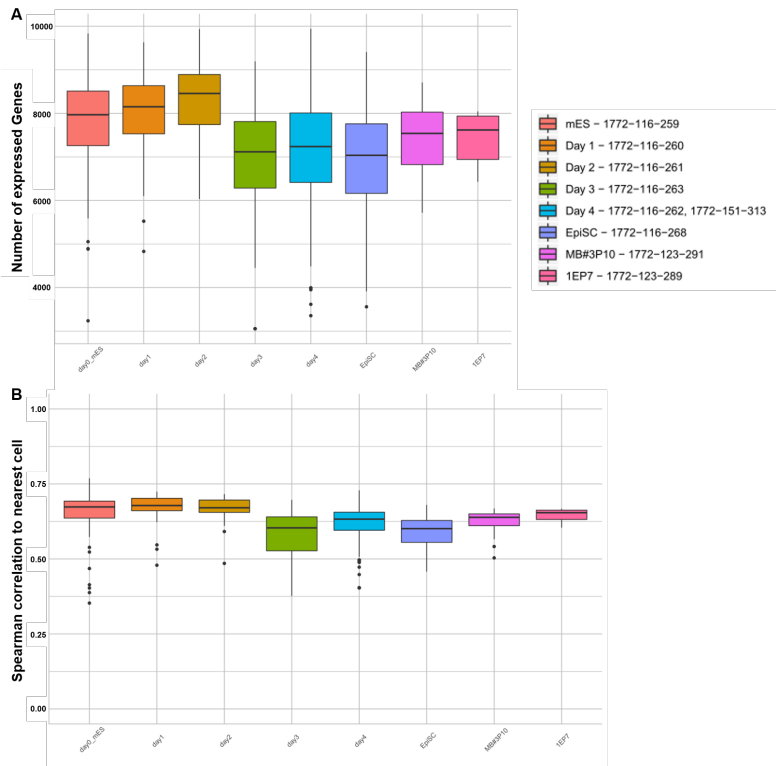 A
Number of expressed Genes
10000
8000
6000
4000
day0_mES
day1
day2
day3
day4
EpiSC
MB#3P10
1EP7
mES − 1772−116−259
Day 1 − 1772−116−260
Day 2 − 1772−116−261
Day 3 − 1772−116−263
Day 4 − 1772−116−262, 1772−151−313
EpiSC − 1772−116−268
MB#3P10 − 1772−123−291
1EP7 − 1772−123−289
B
Spearman correlation to nearest cell
1.00
0.75
0.50
0.25
0.00
day0_mES
day1
day2
day3
day4
EpiSC
MB#3P10
1EP7